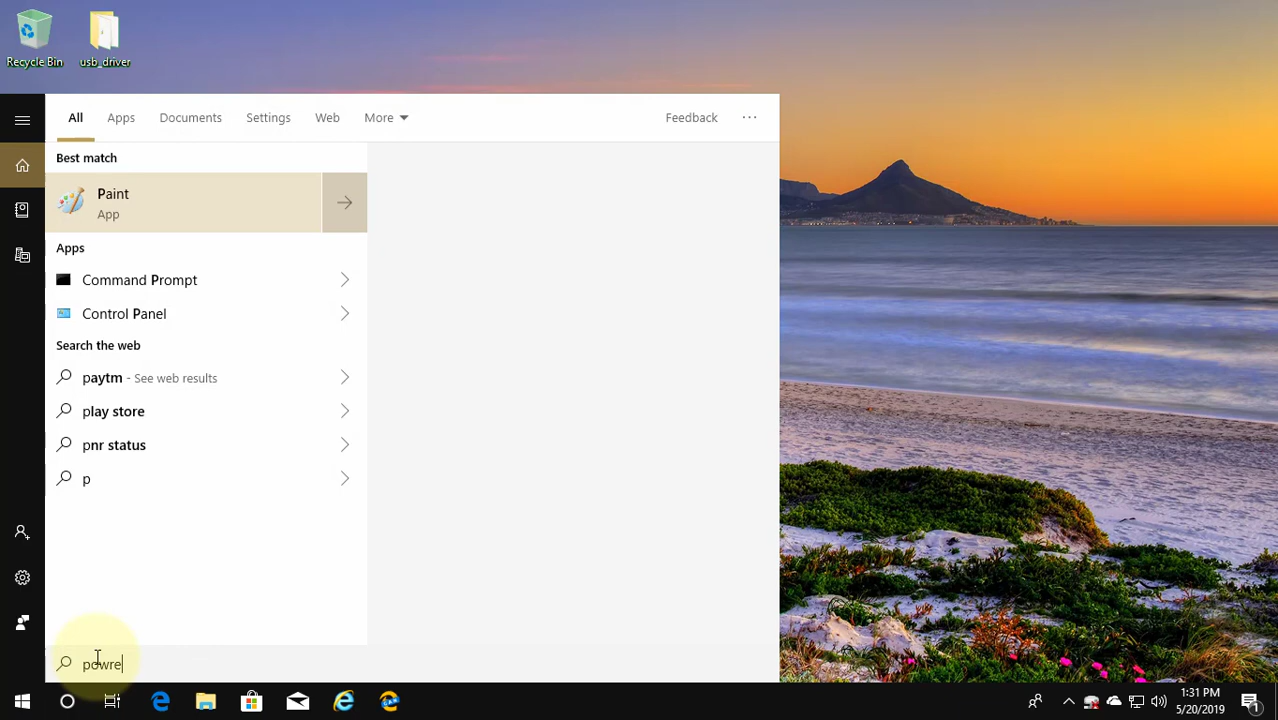 Recycle Bin
usb_driver
All Apps Documents Settings Web More Feedback ...
Best match
Paint
App
Apps
Command Prompt
Control Panel
Search the web
paytm - See web results
play store
pnr status
p
powre
1:31 PM
5/20/2019
1